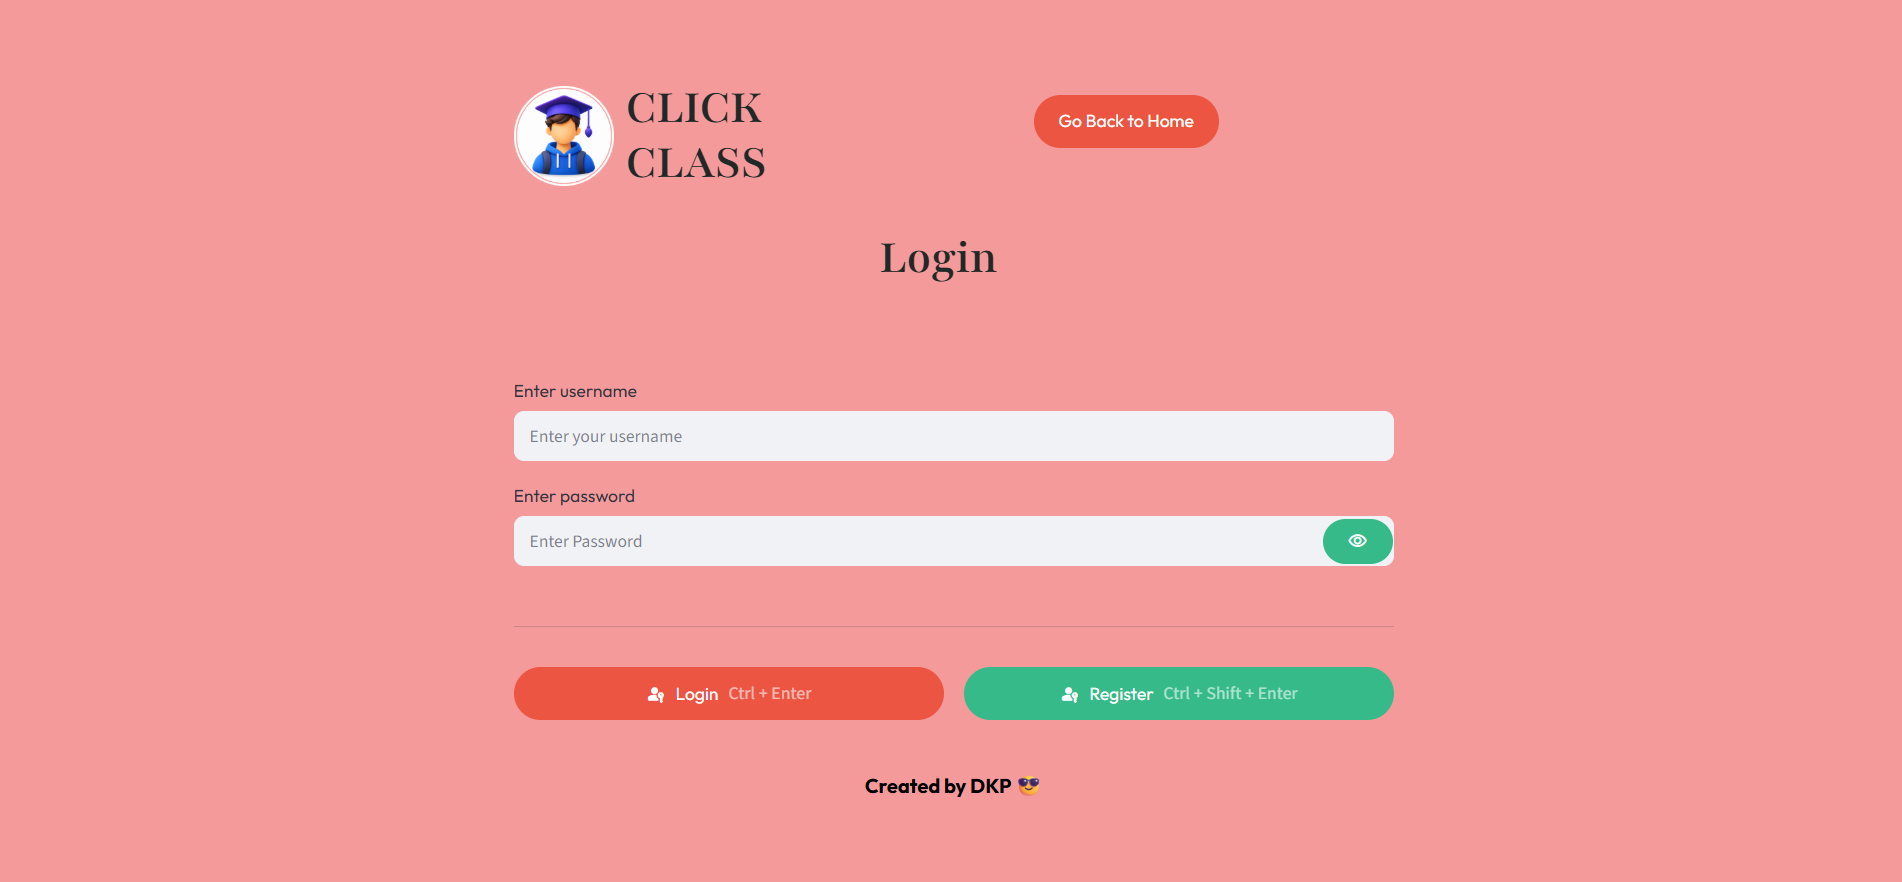 CLICK
CLASS
Go Back to Home
Login
Enter username
Enter your username
Enter password
Enter Password
Login Ctrl + Enter
Register Ctrl + Shift + Enter
Created by DKP 😎